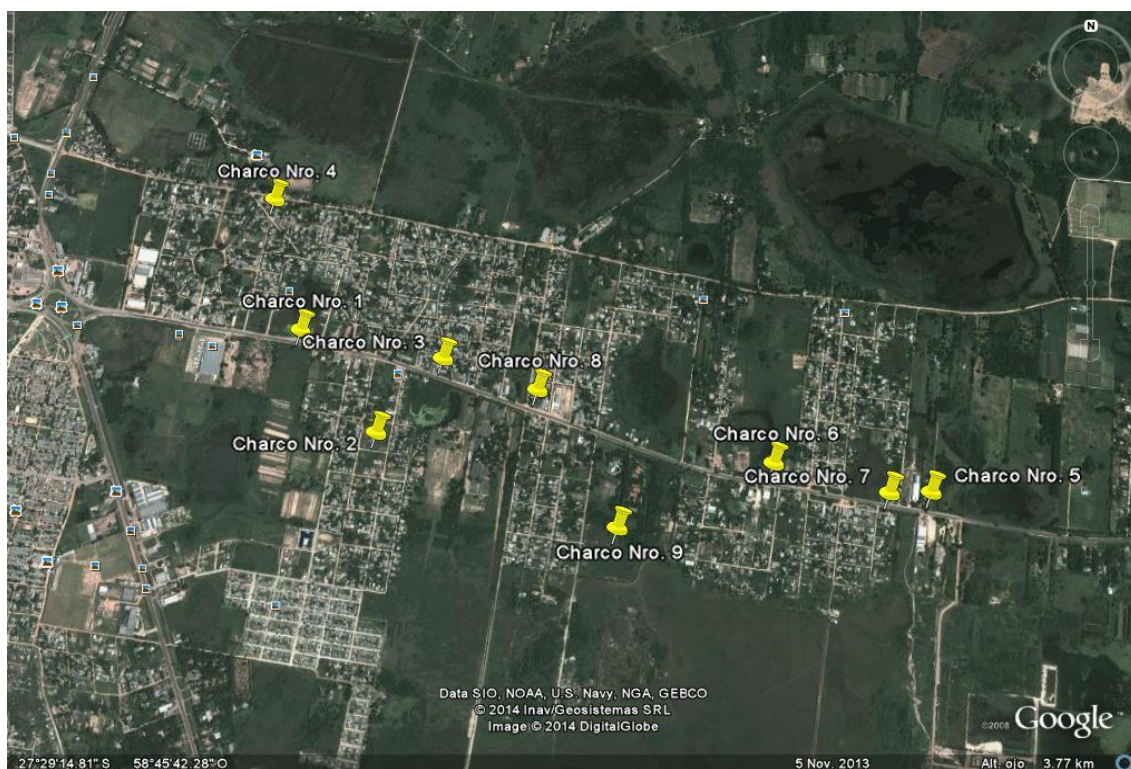 N
Charco Nro. 4
Charco Nro. 1
Charco Nro. 3
Charco Nro. 8
Charco Nro. 2
Charco Nro. 6
Charco Nro. 7
Charco Nro. 5
Charco Nro. 9
Data SIO, NOAA, U.S. Navy, NGA, GEBCO
© 2014 Inav/Geosistemas SRL
Image © 2014 DigitalGlobe
©2008 Google
27°29'14.81" S 58°45'42.28" O 5 Nov. 2013 Alt. ojo 3.77 km